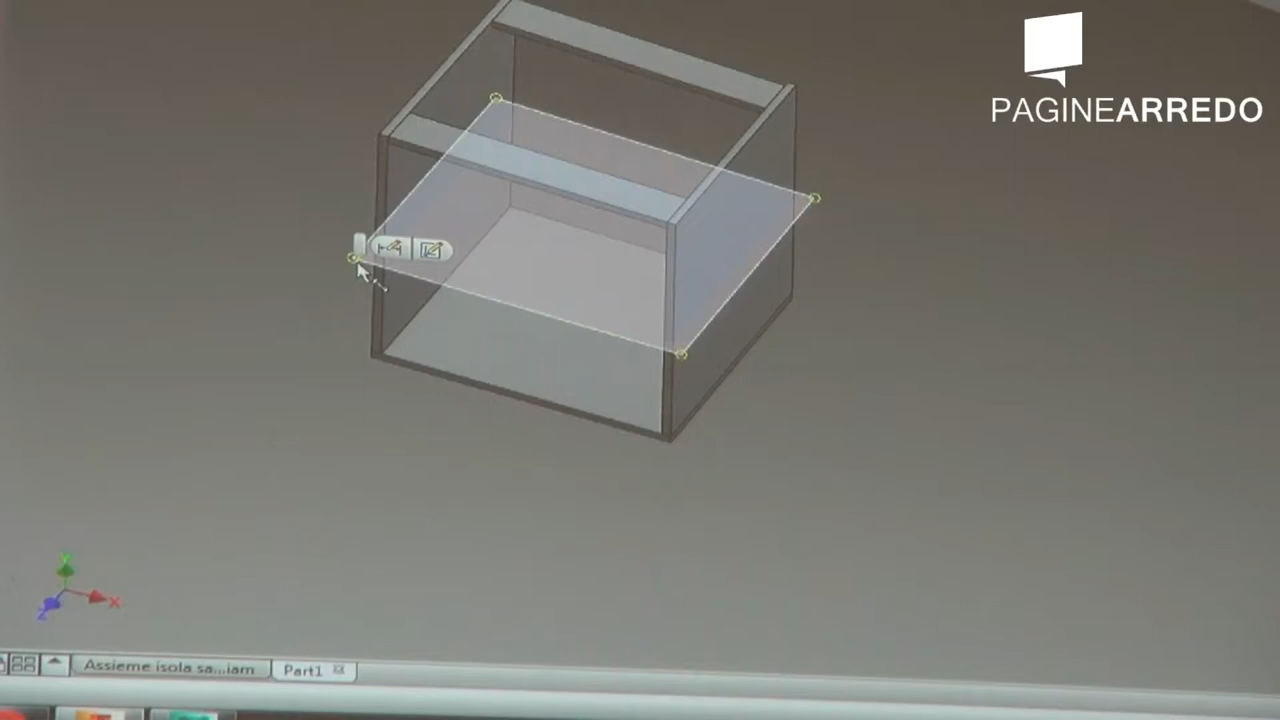 PAGINEARREDO
Y
X
Z
Assieme isola sa...iam
Part1